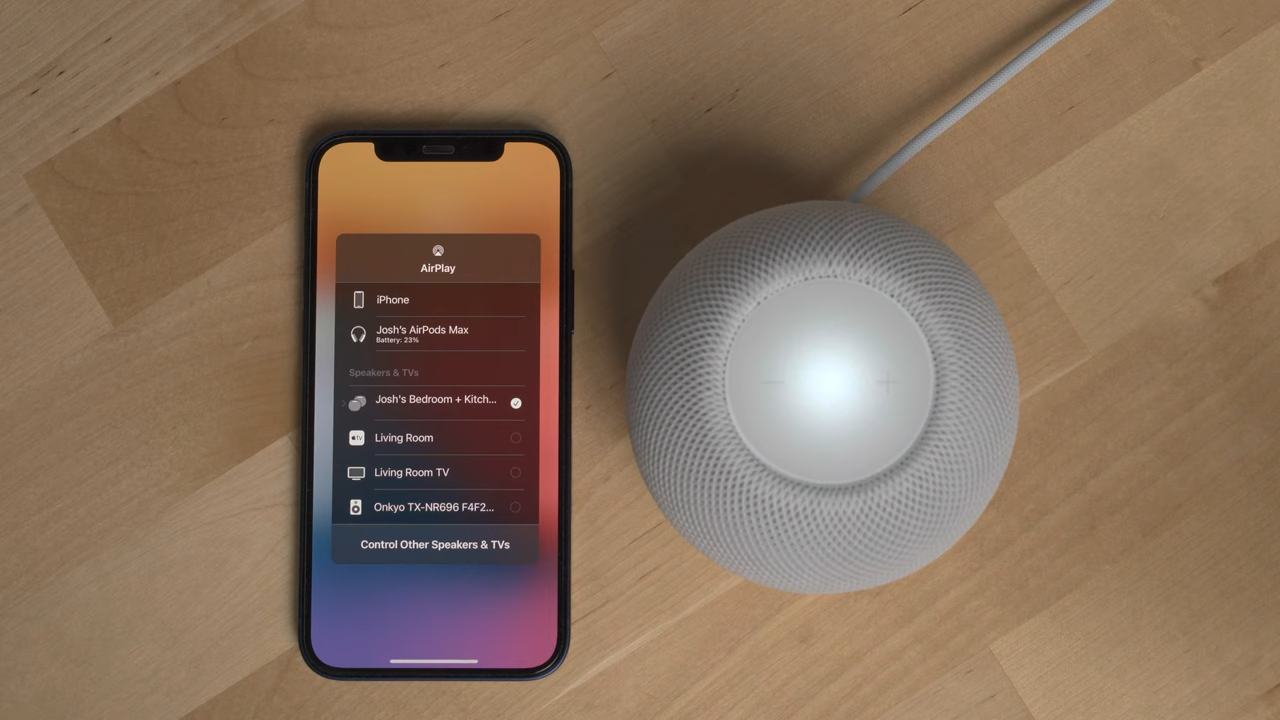 AirPlay
iPhone
Josh's AirPods Max
Battery: 23%
Speakers & TVs
Josh's Bedroom + Kitch...
tv
Living Room
Living Room TV
Onkyo TX-NR696 F4F2...
Control Other Speakers & TVs
− +